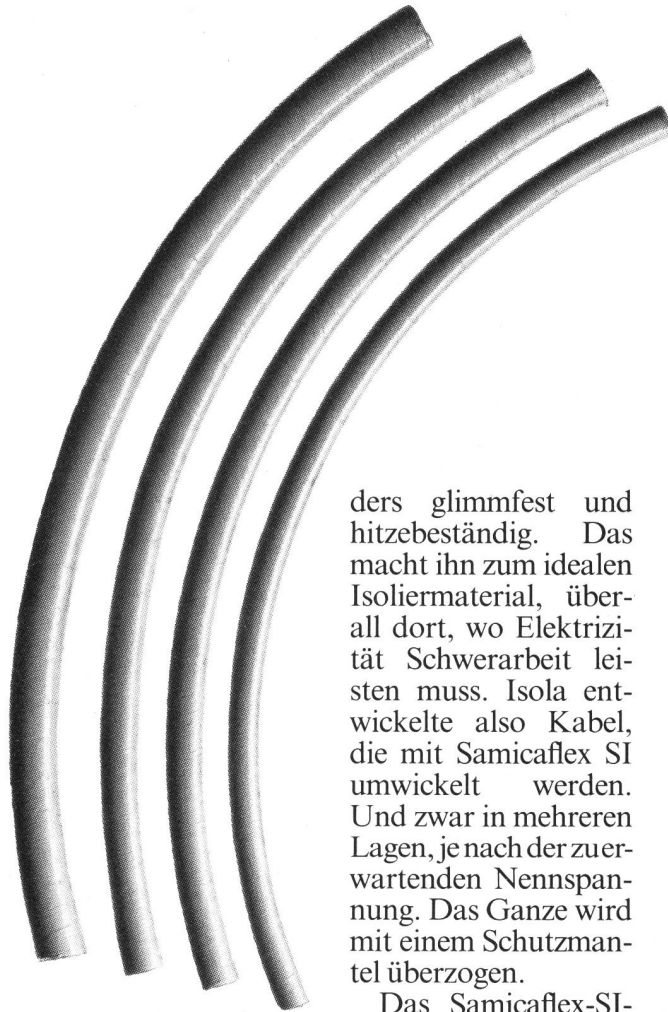 ders glimmfest und
hitzebeständig. Das
macht ihn zum idealen
Isoliermaterial, über-
all dort, wo Elektrizi-
tät Schwerarbeit lei-
sten muss. Isola ent-
wickelte also Kabel,
die mit Samicaflex SI
umwickelt werden.
Und zwar in mehreren
Lagen, je nach der zu er-
wartenden Nennspan-
nung. Das Ganze wird
mit einem Schutzman-
tel überzogen.
Das Samicaflex-SI-